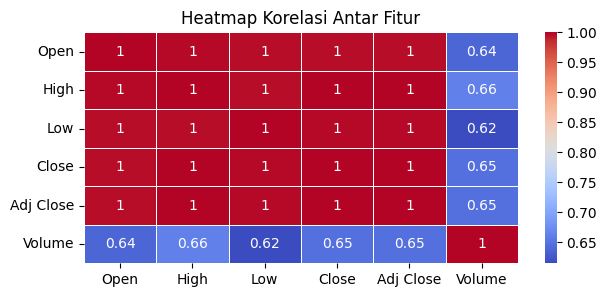 Heatmap Korelasi Antar Fitur
Open 1 1 1 1 1 0.64
High 1 1 1 1 1 0.66
Low 1 1 1 1 1 0.62
Close 1 1 1 1 1 0.65
Adj Close 1 1 1 1 1 0.65
Volume 0.64 0.66 0.62 0.65 0.65 1
Open High Low Close Adj Close Volume
1.00
0.95
0.90
0.85
0.80
0.75
0.70
0.65